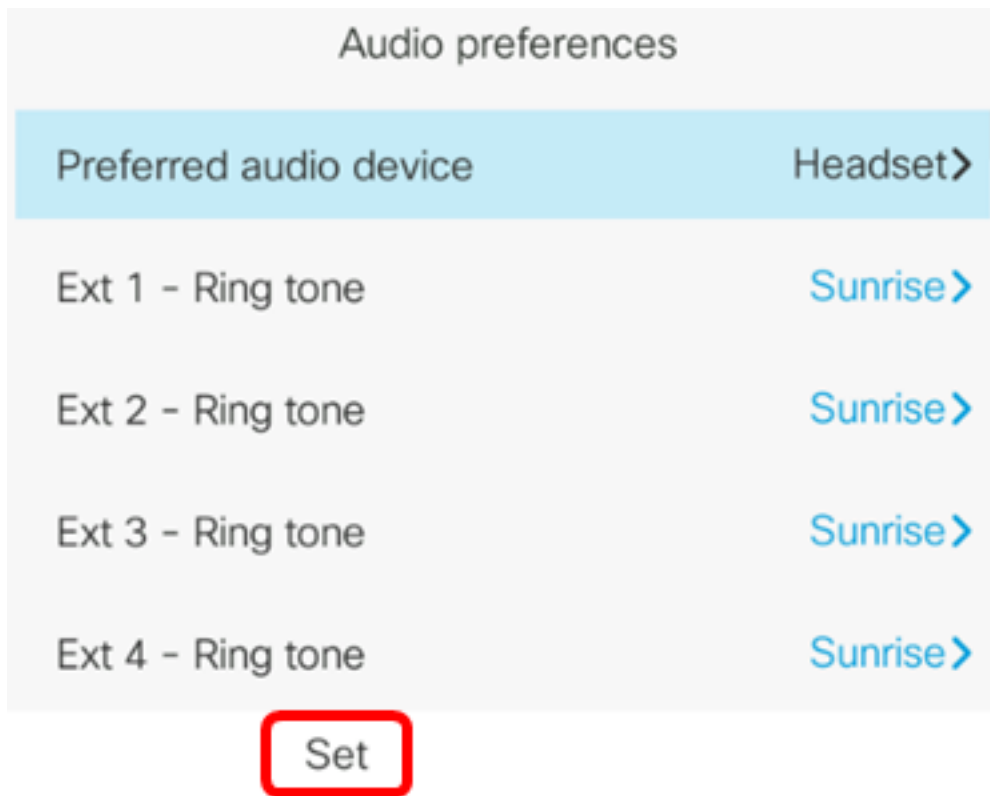 Audio preferences
Preferred audio device Headset
Ext 1 - Ring tone Sunrise
Ext 2 - Ring tone Sunrise
Ext 3 - Ring tone Sunrise
Ext 4 - Ring tone Sunrise
Set